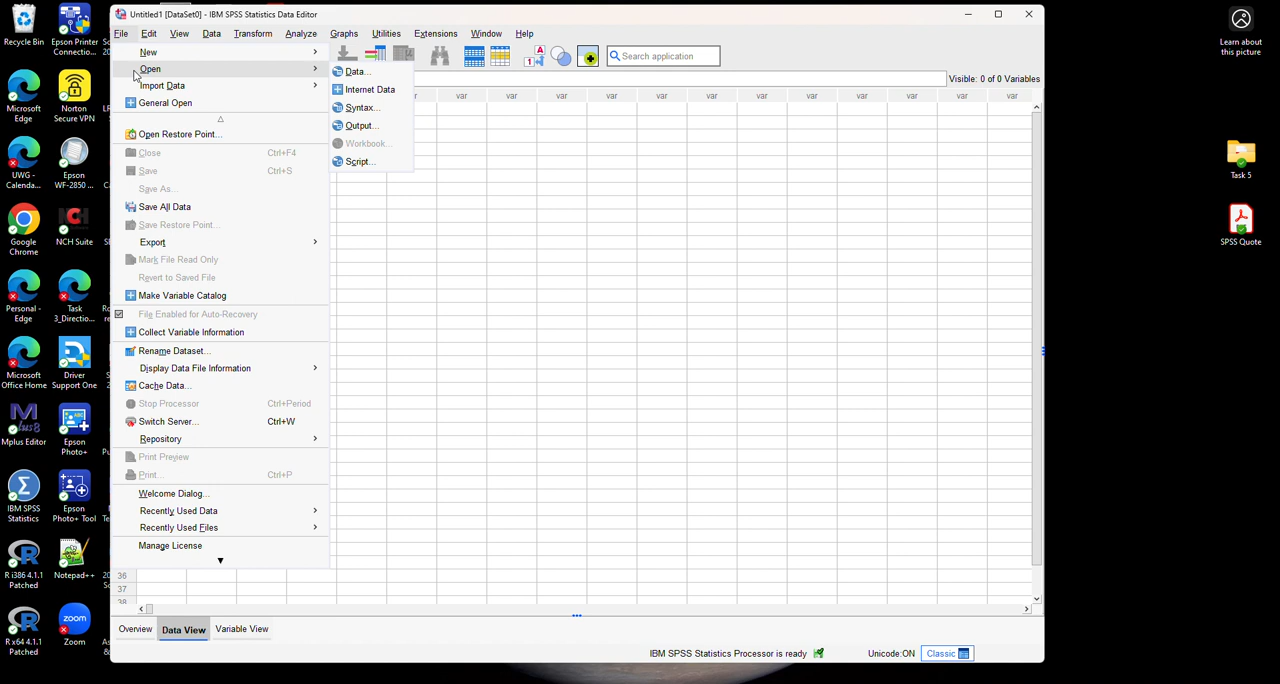 Untitled1 [DataSet0] - IBM SPSS Statistics Data Editor
File Edit View Data Transform Analyze Graphs Utilities Extensions Window Help
Search application
Visible: 0 of 0 Variables
var var var var var var var var var var var
New
Open
Import Data
General Open
Open Restore Point...
Close Ctrl+F4
Save Ctrl+S
Save As...
Save All Data
Save Restore Point...
Export
Mark File Read Only
Revert to Saved File
Make Variable Catalog
File Enabled for Auto-Recovery
Collect Variable Information
Rename Dataset...
Display Data File Information
Cache Data...
Stop Processor Ctrl+Period
Switch Server... Ctrl+W
Repository
Print Preview
Print... Ctrl+P
Welcome Dialog...
Recently Used Data
Recently Used Files
Manage License
Data...
Internet Data
Syntax...
Output...
Workbook...
Script...
36
37
38
Overview Data View Variable View
IBM SPSS Statistics Processor is ready
Unicode:ON
Classic
Recycle Bin
Epson Printer
Connectio...
Microsoft
Edge
Norton
Secure VPN
UWG -
Calenda...
Epson
WF-2850 ...
Google
Chrome
NCH Suite
Personal -
Edge
Task
3_Directio...
Microsoft
Office Home
Driver
Support One
Mplus Editor
Epson
Photo+
IBM SPSS
Statistics
Epson
Photo+ Tool
R i386 4.1.1
Patched
Notepad++
R x64 4.1.1
Patched
zoom
Zoom
Learn about
this picture
Task 5
SPSS Quote